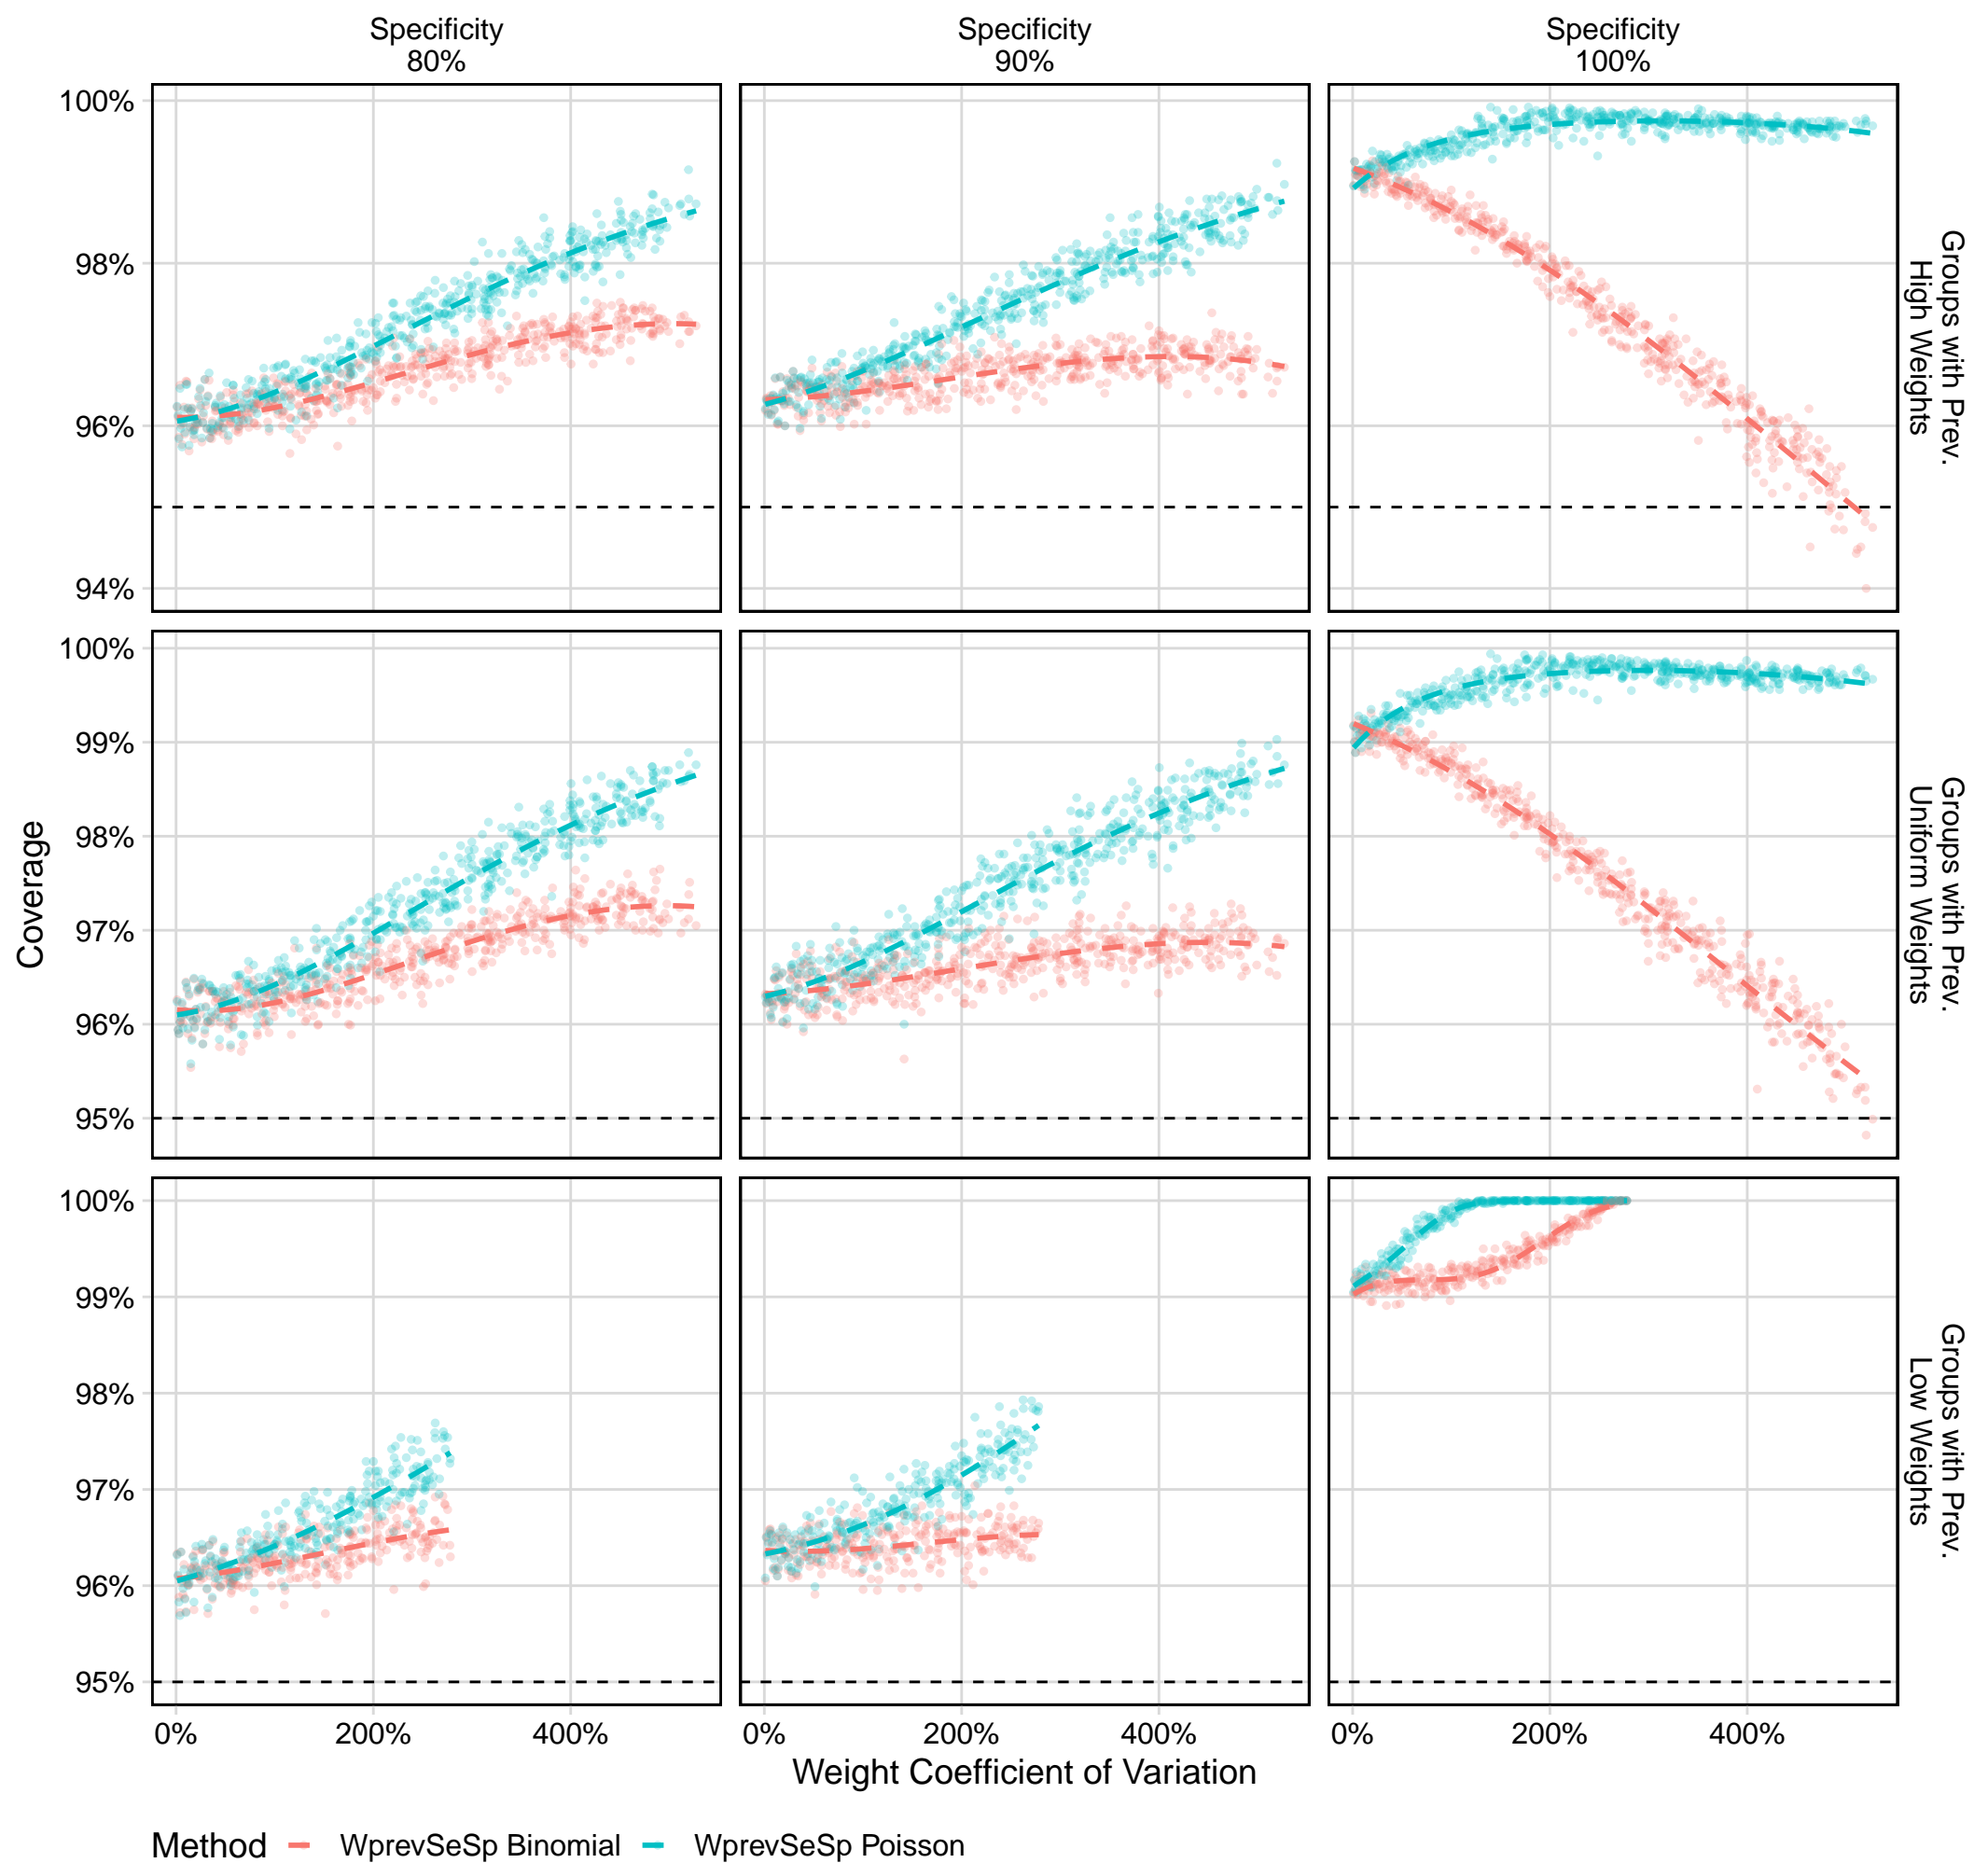 Specificity
80%
Specificity
90%
Specificity
100%
100%
98%
96%
94%
Groups with Prev.
High Weights
100%
99%
98%
97%
96%
95%
Groups with Prev.
Uniform Weights
100%
99%
98%
97%
96%
95%
Groups with Prev.
Low Weights
Coverage
0%
200%
400%
0%
200%
400%
0%
200%
400%
Weight Coefficient of Variation
Method
WprevSeSp Binomial
WprevSeSp Poisson